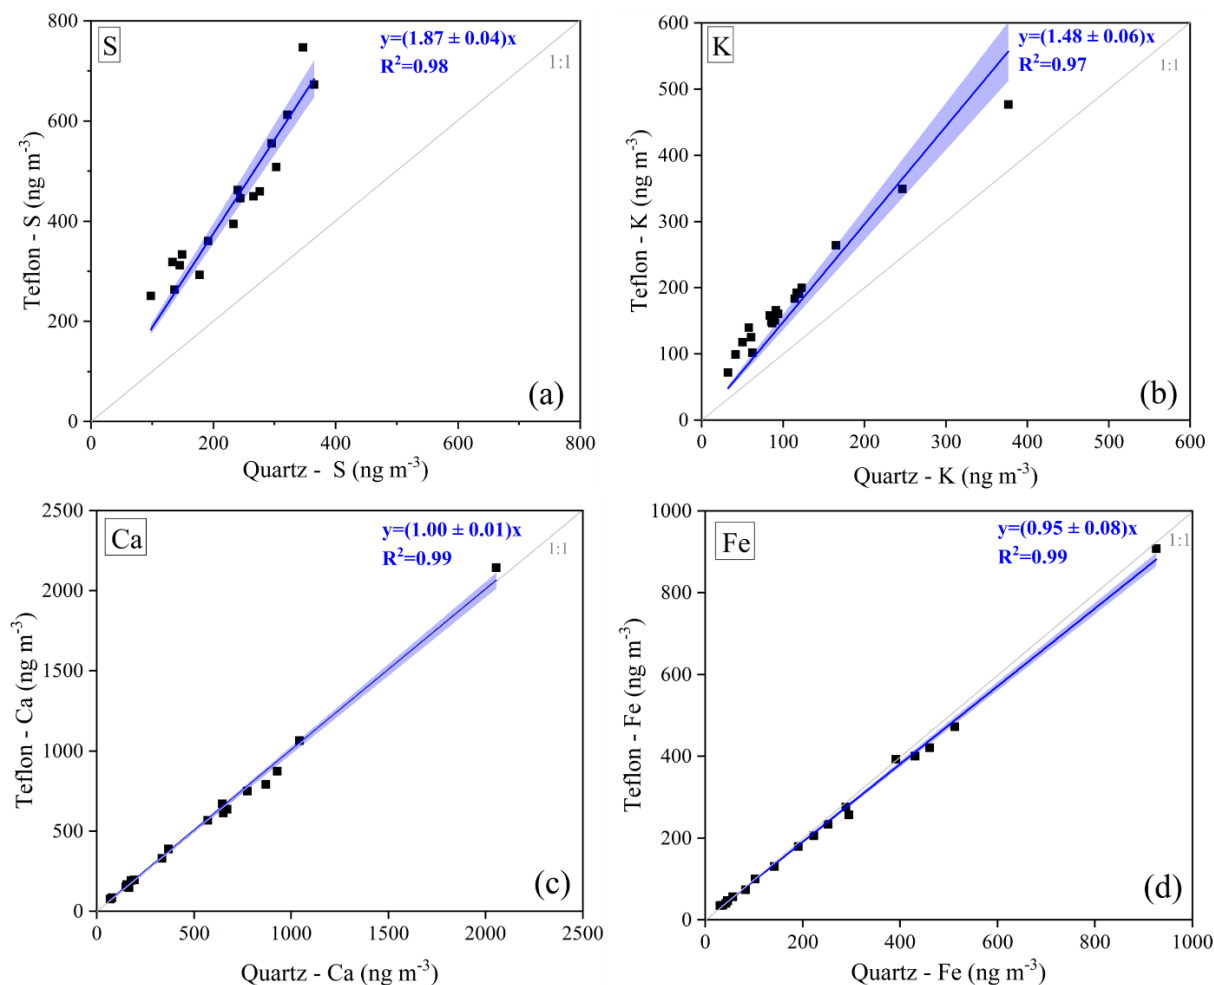 S
y=(1.87 ± 0.04)x
R²=0.98
1:1
800
600
400
200
0
Teflon - S (ng m⁻³)
(a)
0 200 400 600 800
Quartz - S (ng m⁻³)
K
y=(1.48 ± 0.06)x
R²=0.97
1:1
600
500
400
300
200
100
0
Teflon - K (ng m⁻³)
(b)
0 100 200 300 400 500 600
Quartz - K (ng m⁻³)
Ca
y=(1.00 ± 0.01)x
R²=0.99
1:1
2500
2000
1500
1000
500
0
Teflon - Ca (ng m⁻³)
(c)
0 500 1000 1500 2000 2500
Quartz - Ca (ng m⁻³)
Fe
y=(0.95 ± 0.08)x
R²=0.99
1:1
1000
800
600
400
200
0
Teflon - Fe (ng m⁻³)
(d)
0 200 400 600 800 1000
Quartz - Fe (ng m⁻³)